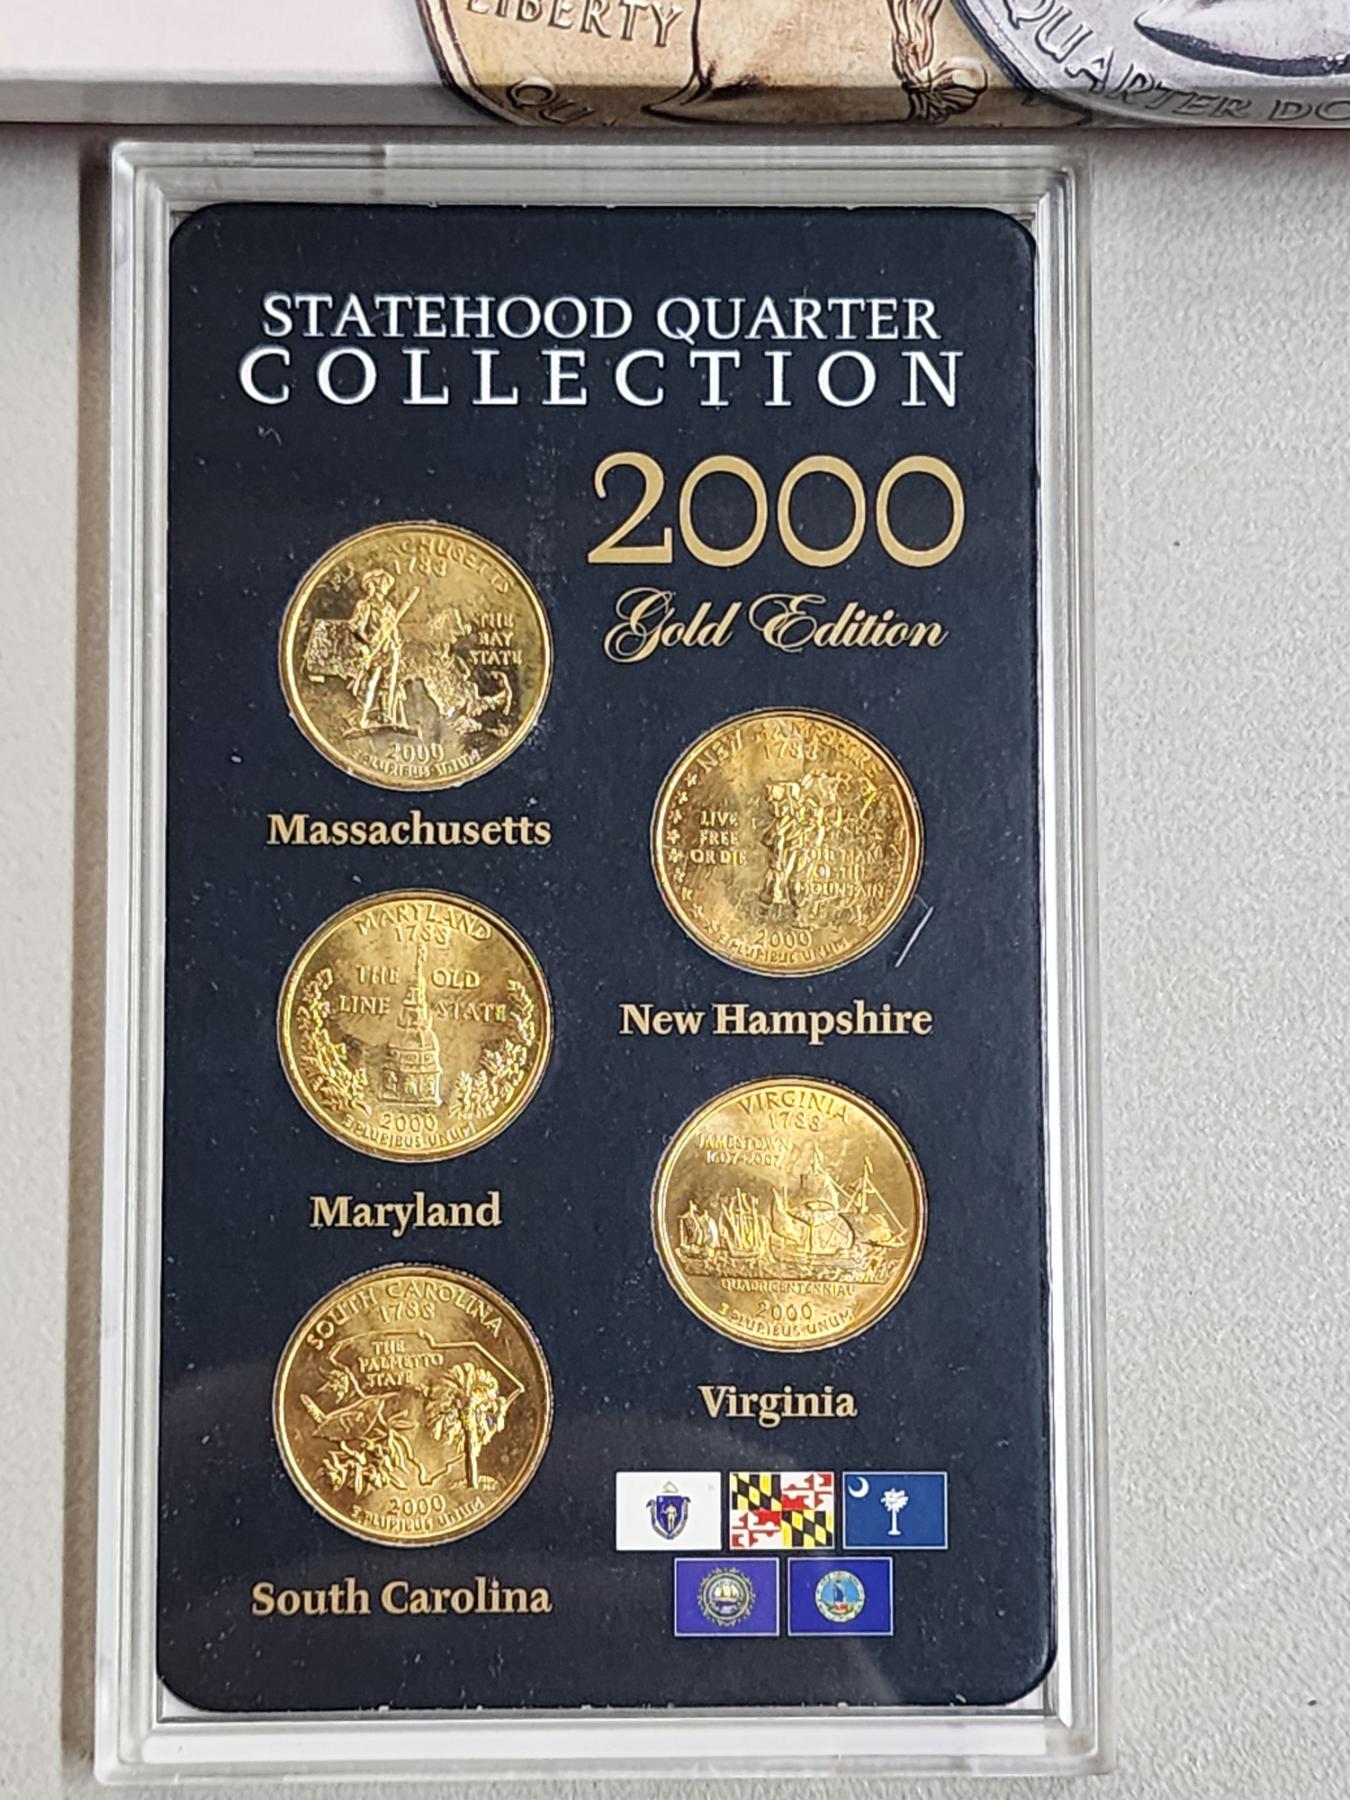 LIBERTY
QUARTER DO
STATEHOOD QUARTER
COLLECTION
2000
Gold Edition
MASSACHUSETTS
1788
THE
BAY
STATE
2000
E PLURIBUS UNUM
Massachusetts
NEW HAMPSHIRE
1788
LIVE
FREE
OR DIE
OLD MAN
OF THE
MOUNTAIN
2000
E PLURIBUS UNUM
New Hampshire
MARYLAND
1788
THE OLD
LINE STATE
2000
E PLURIBUS UNUM
Maryland
VIRGINIA
1788
JAMESTOWN
1607-2007
QUADRICENTENNIAL
2000
E PLURIBUS UNUM
Virginia
SOUTH CAROLINA
1788
THE
PALMETTO
STATE
2000
E PLURIBUS UNUM
South Carolina